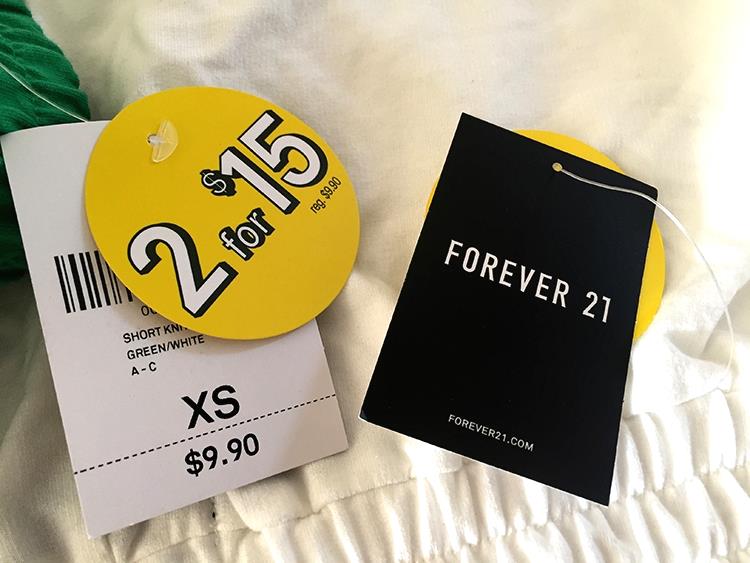 2 for $15
reg. $9.90
SHORT KNI
GREEN/WHITE
A-C
XS
$9.90
FOREVER 21
FOREVER21.COM